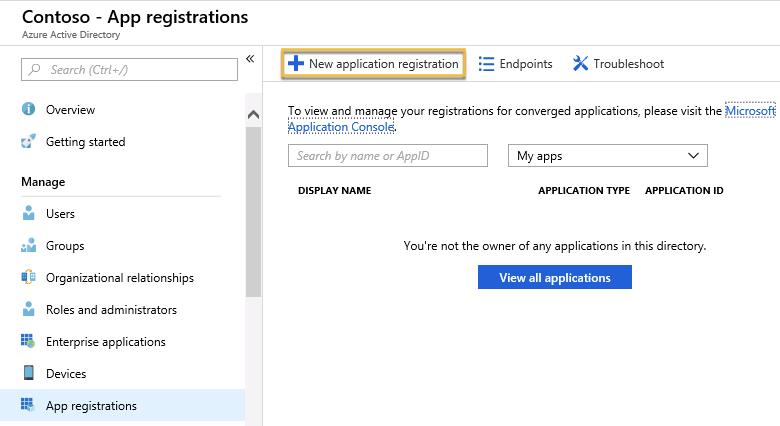 Contoso - App registrations
Azure Active Directory
«
Search (Ctrl+/)
Overview
Getting started
Manage
Users
Groups
Organizational relationships
Roles and administrators
Enterprise applications
Devices
App registrations
New application registration
Endpoints
Troubleshoot
To view and manage your registrations for converged applications, please visit the Microsoft
Application Console.
Search by name or AppID
My apps
DISPLAY NAME
APPLICATION TYPE
APPLICATION ID
You're not the owner of any applications in this directory.
View all applications